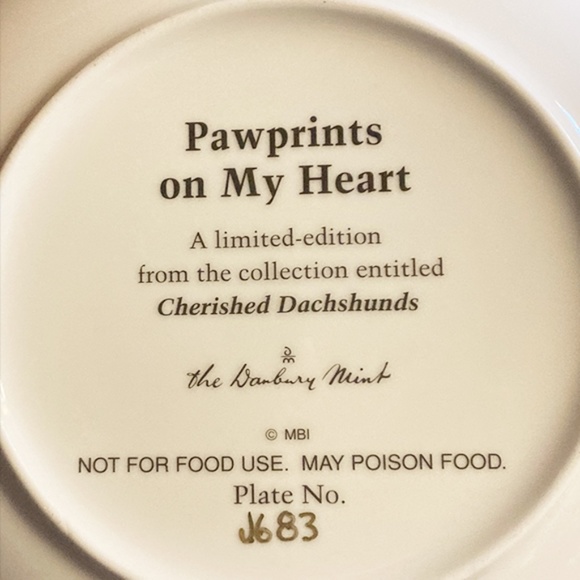 Pawprints
on My Heart
A limited-edition
from the collection entitled
Cherished Dachshunds
DM
the Danbury Mint
© MBI
NOT FOR FOOD USE. MAY POISON FOOD.
Plate No.
J683